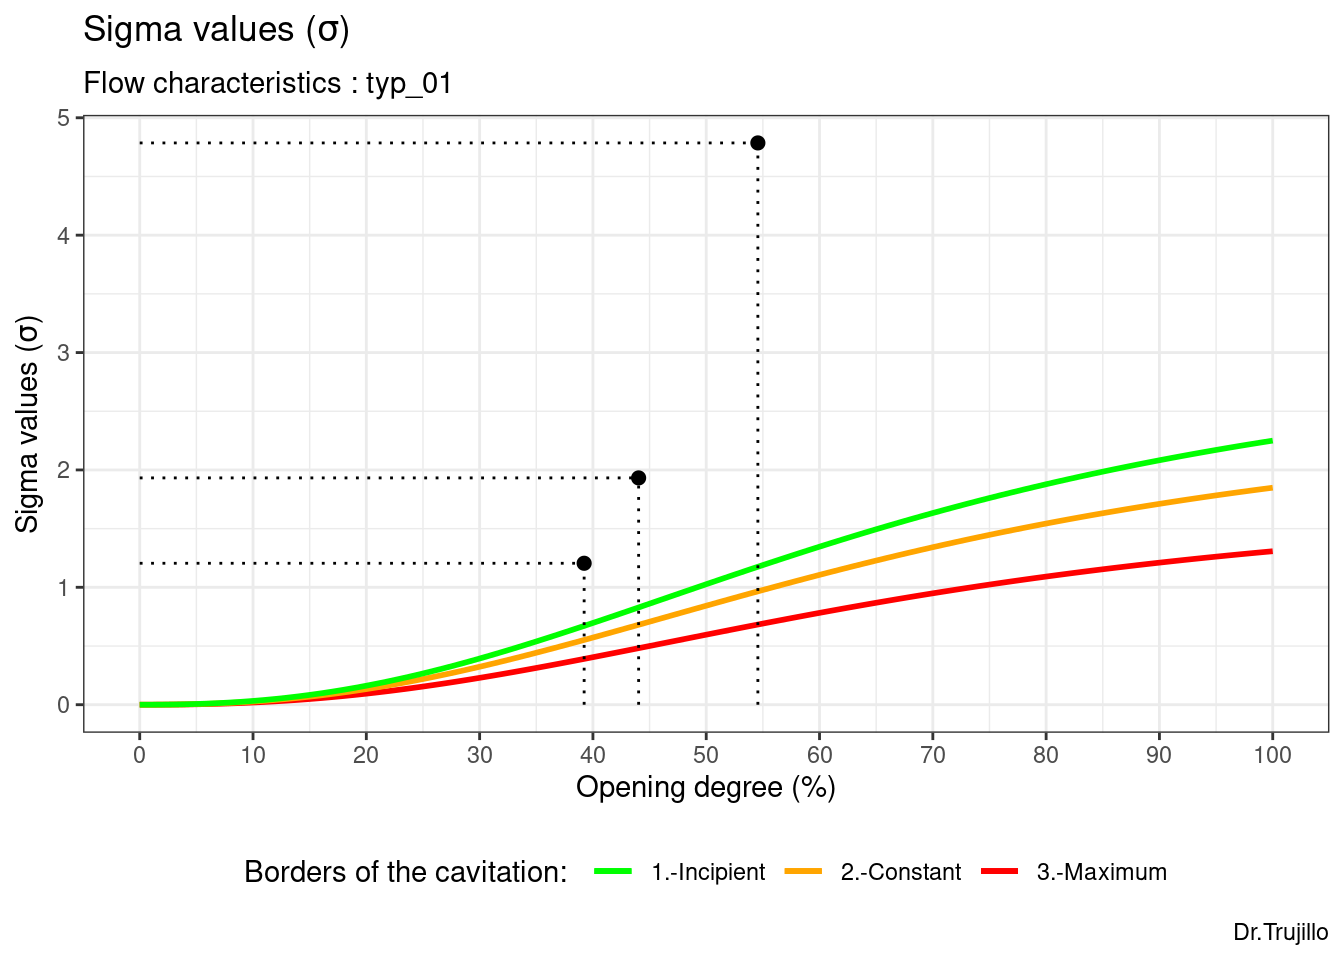 Sigma values (σ)
Flow characteristics : typ_01
5
4
3
2
1
0
Sigma values (σ)
0 10 20 30 40 50 60 70 80 90 100
Opening degree (%)
Borders of the cavitation: 1.-Incipient 2.-Constant 3.-Maximum
Dr.Trujillo